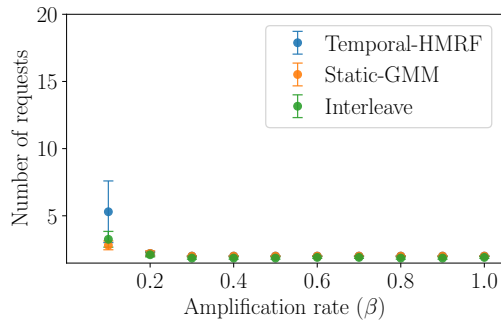 Number of requests
20
15
10
5
Temporal-HMRF
Static-GMM
Interleave
0.2 0.4 0.6 0.8 1.0
Amplification rate (β)